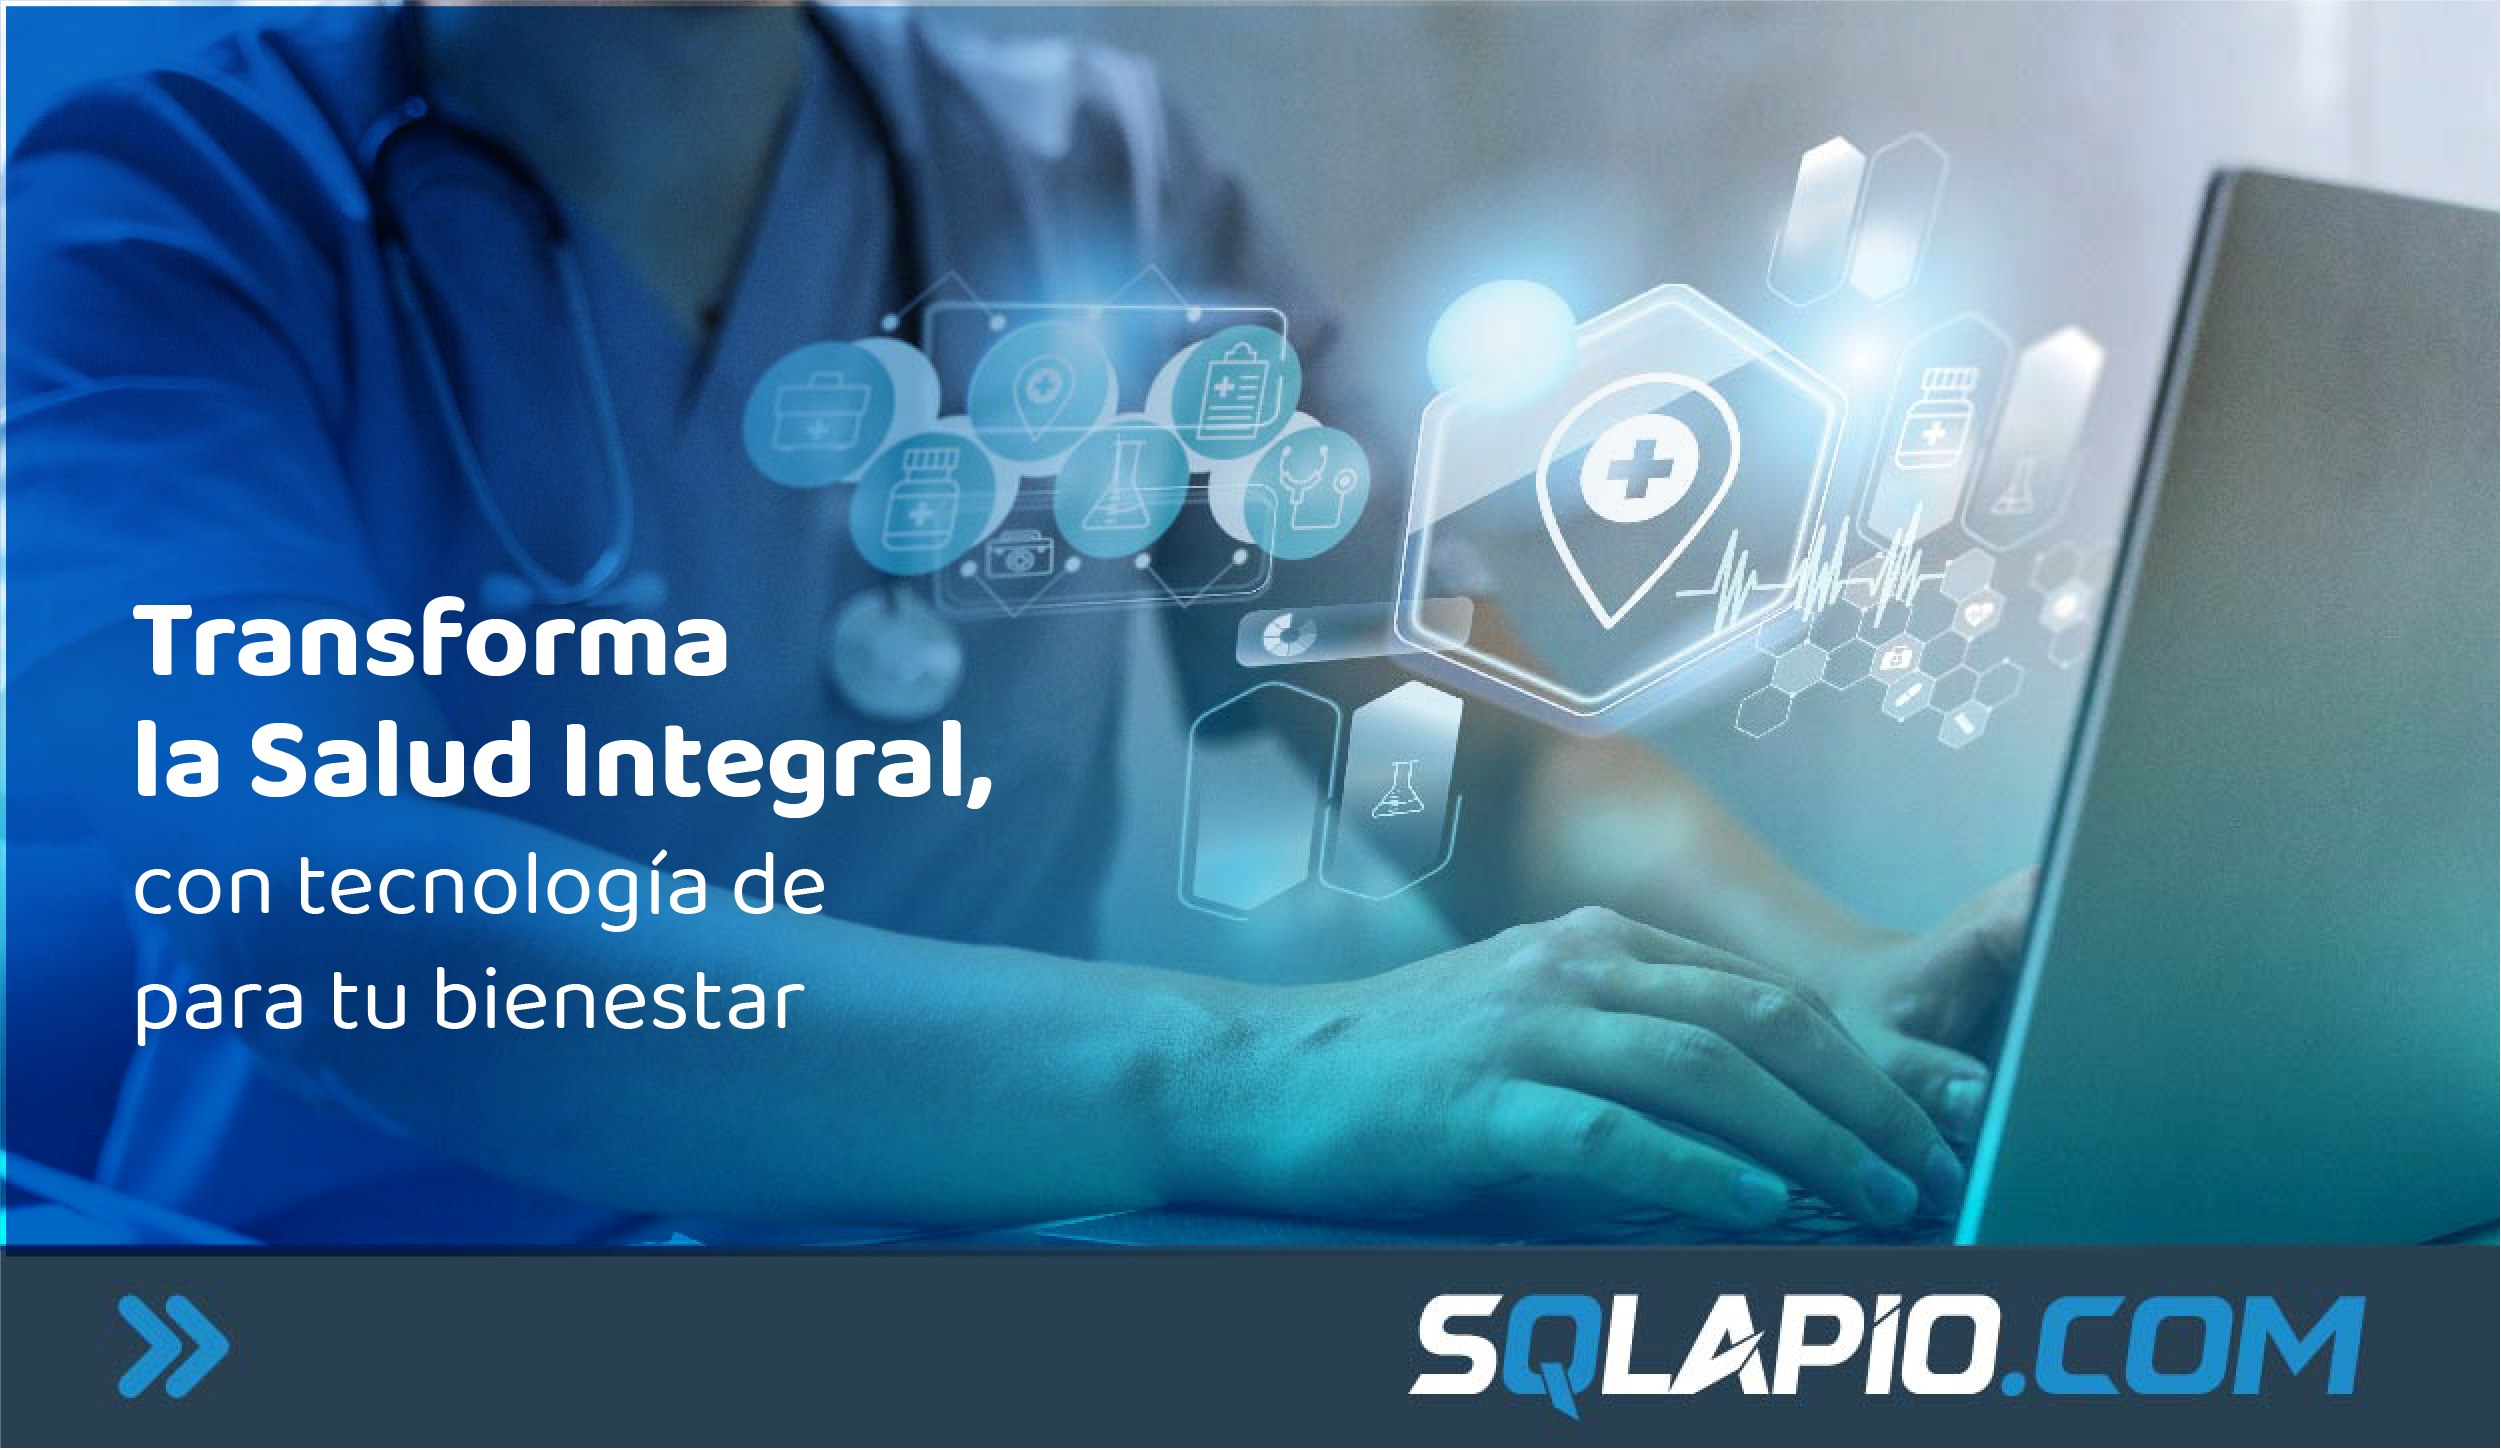 Transforma
la Salud Integral,
con tecnología de
para tu bienestar
SQLAPIO.COM